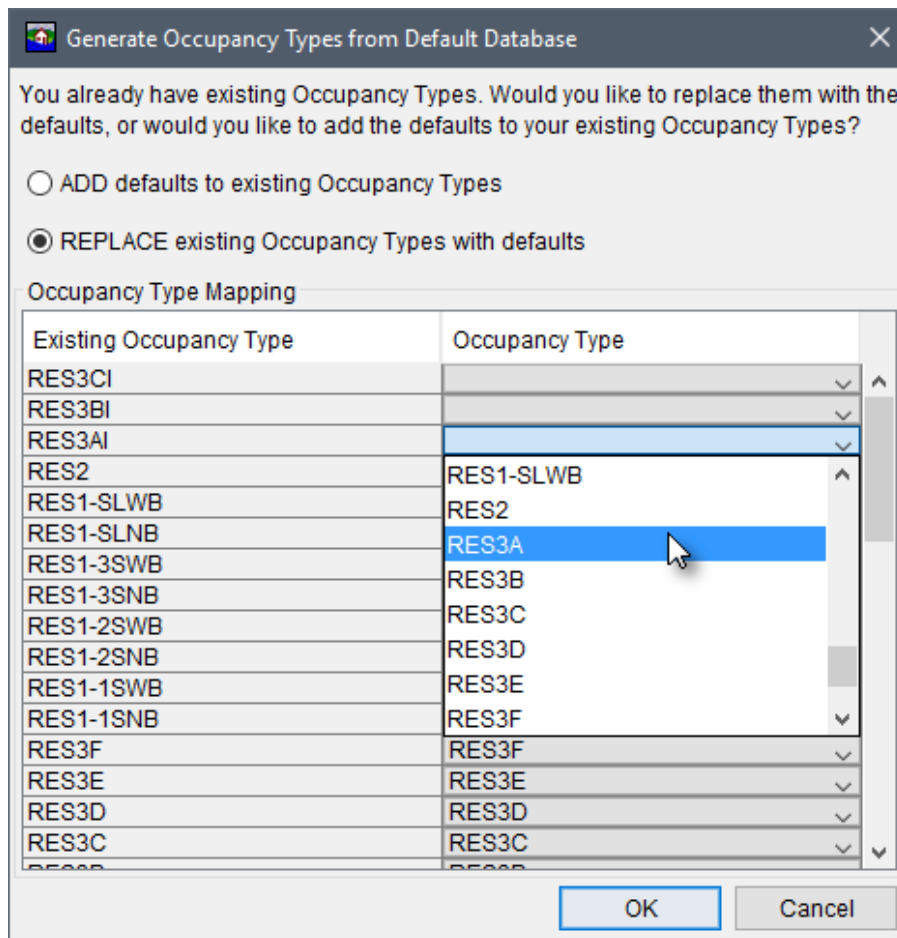 Generate Occupancy Types from Default Database
You already have existing Occupancy Types. Would you like to replace them with the
defaults, or would you like to add the defaults to your existing Occupancy Types?
ADD defaults to existing Occupancy Types
REPLACE existing Occupancy Types with defaults
Occupancy Type Mapping
Existing Occupancy Type Occupancy Type
RES3CI
RES3BI
RES3AI
RES2
RES1-SLWB
RES1-SLNB
RES1-3SWB
RES1-3SNB
RES1-2SWB
RES1-2SNB
RES1-1SWB
RES1-1SNB
RES1-SLWB
RES2
RES3A
RES3B
RES3C
RES3D
RES3E
RES3F
RES3F RES3F
RES3E RES3E
RES3D RES3D
RES3C RES3C
OK Cancel